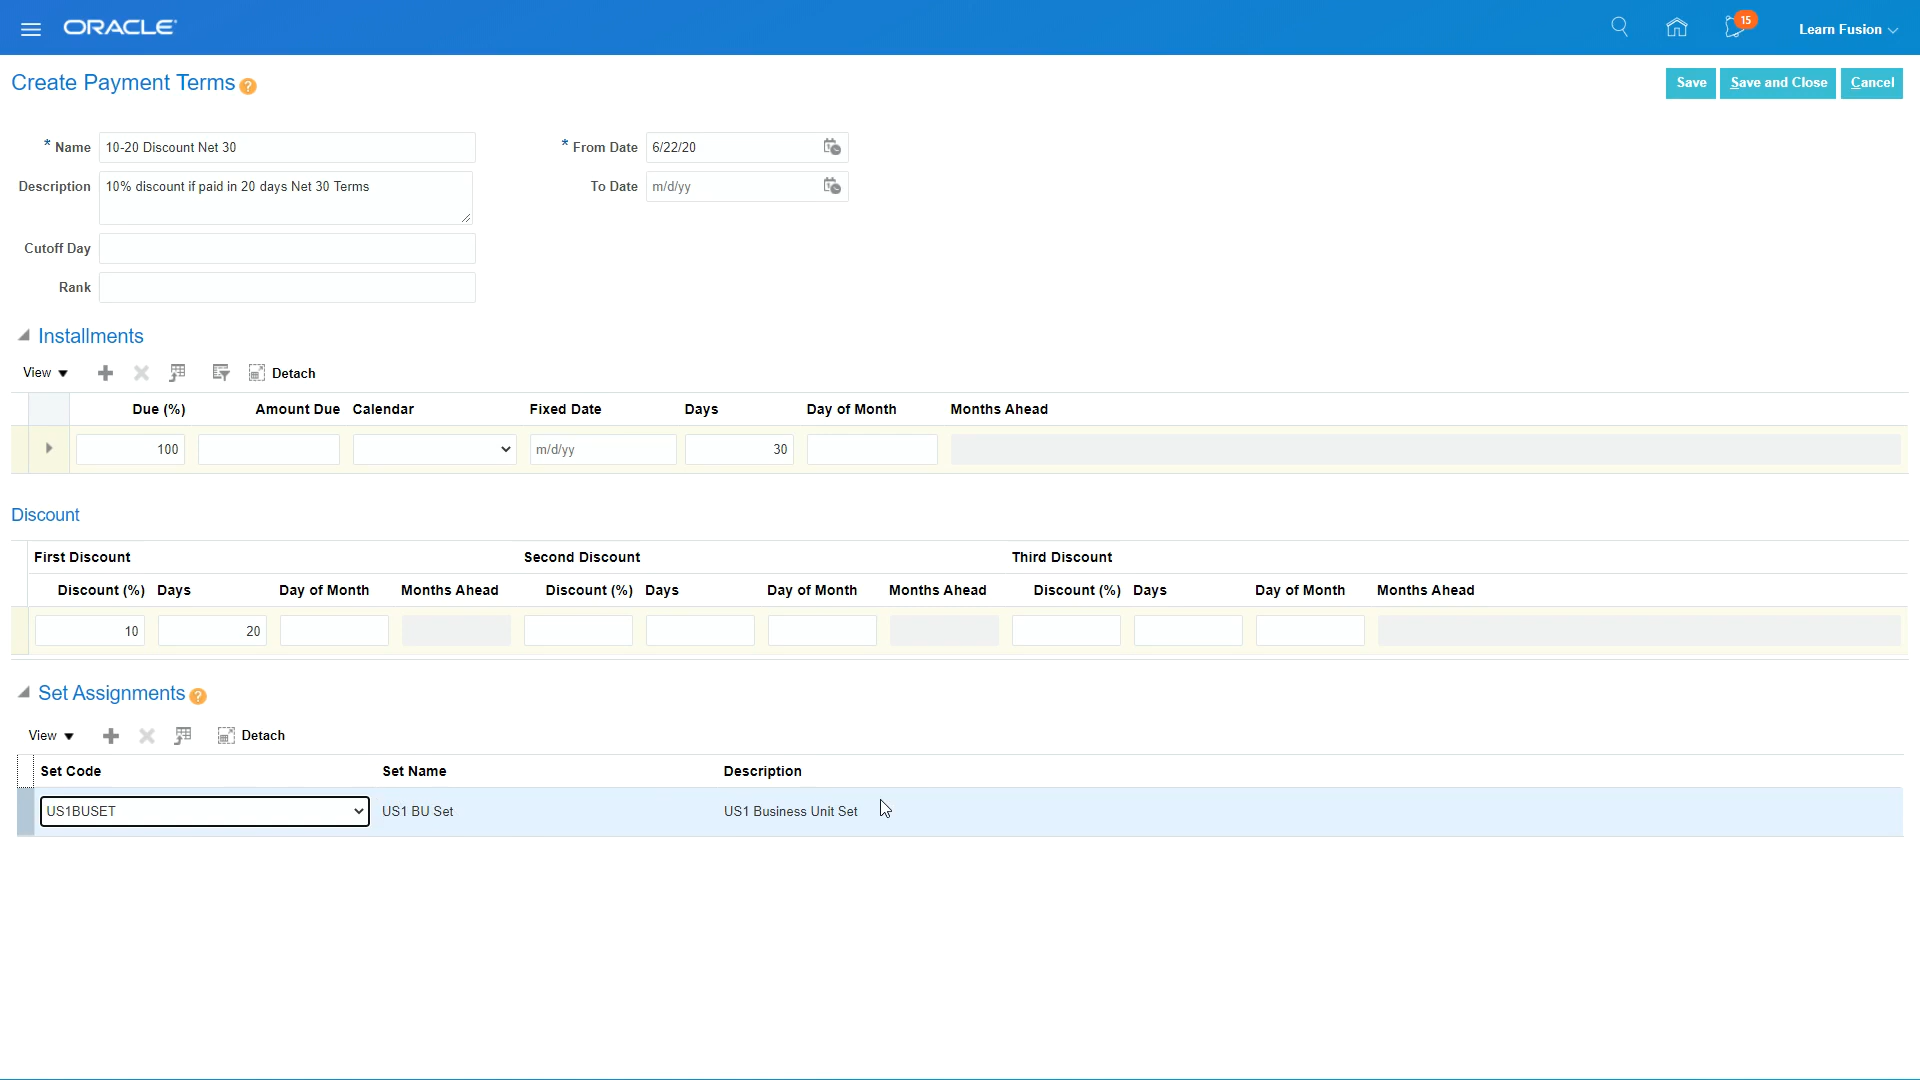 ORACLE
15
Learn Fusion
Create Payment Terms ?
Save
Save and Close
Cancel
* Name 10-20 Discount Net 30
* From Date 6/22/20
Description 10% discount if paid in 20 days Net 30 Terms
To Date m/d/yy
Cutoff Day
Rank
Installments
View
Detach
Due (%) Amount Due Calendar Fixed Date Days Day of Month Months Ahead
100 m/d/yy 30
Discount
First Discount Second Discount Third Discount
Discount (%) Days Day of Month Months Ahead Discount (%) Days Day of Month Months Ahead Discount (%) Days Day of Month Months Ahead
10 20
Set Assignments ?
View
Detach
Set Code Set Name Description
US1BUSET US1 BU Set US1 Business Unit Set